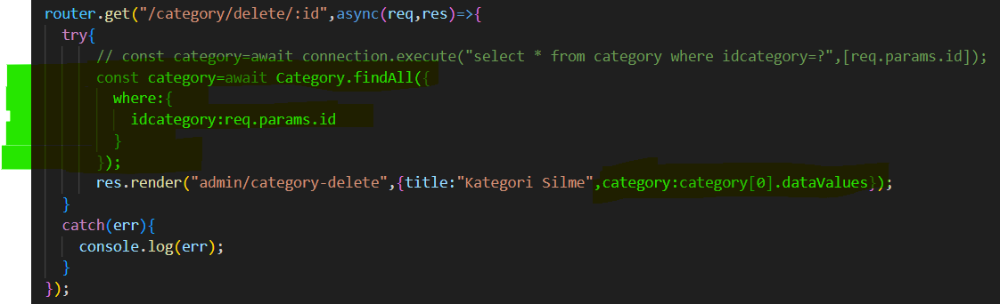 router.get("/category/delete/:id",async(req,res)=>{
try{
// const category=await connection.execute("select * from category where idcategory=?",[req.params.id]);
const category=await Category.findAll({
where:{
idcategory:req.params.id
}
});
res.render("admin/category-delete",{title:"Kategori Silme",category:category[0].dataValues});
}
catch(err){
console.log(err);
}
});